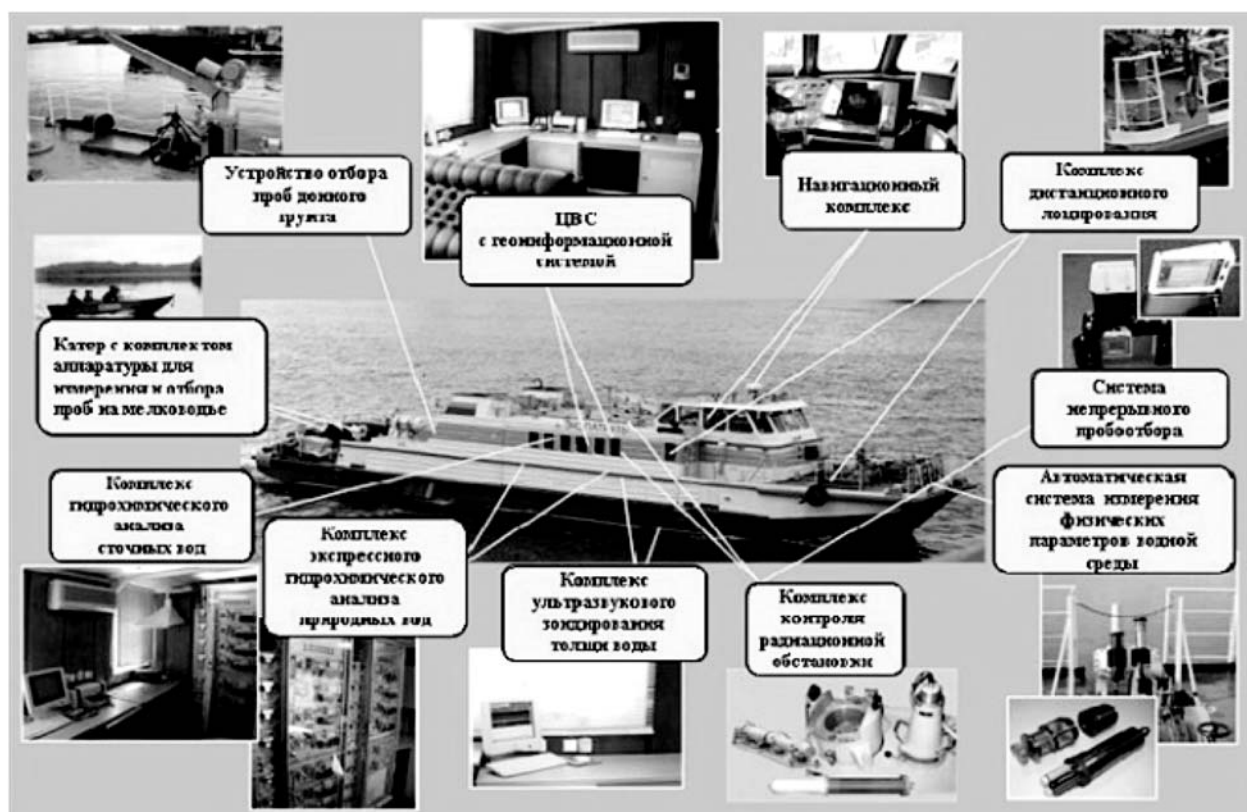 Устройство отбора
проб донного
грунта
ЦВС
с геоинформационной
системой
Навигационный
комплекс
Комплекс
дистанционного
лоцирования
Катер с комплектом
аппаратуры для
измерения и отбора
проб на мелководье
Система
непрерывного
пробоотбора
Комплекс
гидрохимического
анализа
сточных вод
Комплекс
экспрессного
гидрохимического
анализа
природных вод
Комплекс
ультразвукового
зондирования
толщи воды
Комплекс
контроля
радиационной
обстановки
Автоматическая
система измерения
физических
параметров водной
среды